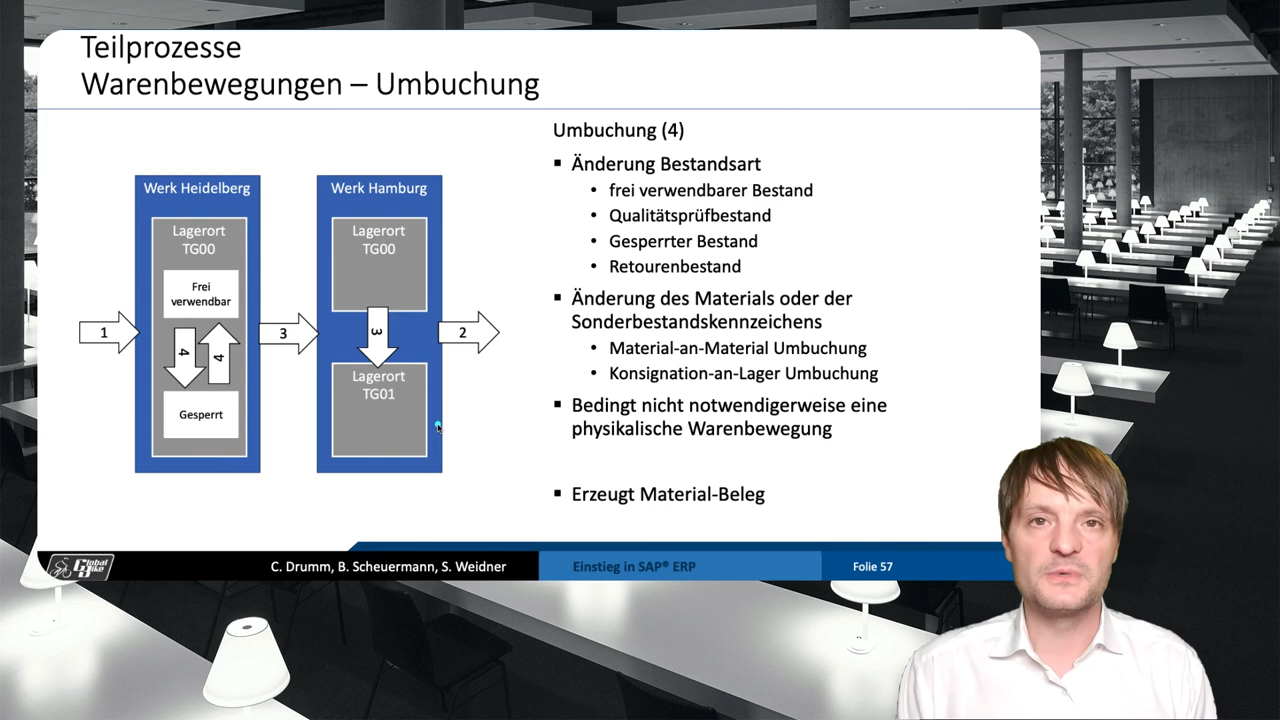 Teilprozesse
Warenbewegungen – Umbuchung
Werk Heidelberg
Lagerort
TG00
Frei
verwendbar
4
4
Gesperrt
1
3
Werk Hamburg
Lagerort
TG00
3
Lagerort
TG01
2
Umbuchung (4)
▪ Änderung Bestandsart
• frei verwendbarer Bestand
• Qualitätsprüfbestand
• Gesperrter Bestand
• Retourenbestand
▪ Änderung des Materials oder der
Sonderbestandskennzeichens
• Material-an-Material Umbuchung
• Konsignation-an-Lager Umbuchung
▪ Bedingt nicht notwendigerweise eine
physikalische Warenbewegung
▪ Erzeugt Material-Beleg
Global
Bike
C. Drumm, B. Scheuermann, S. Weidner
Einstieg in SAP® ERP
Folie 57